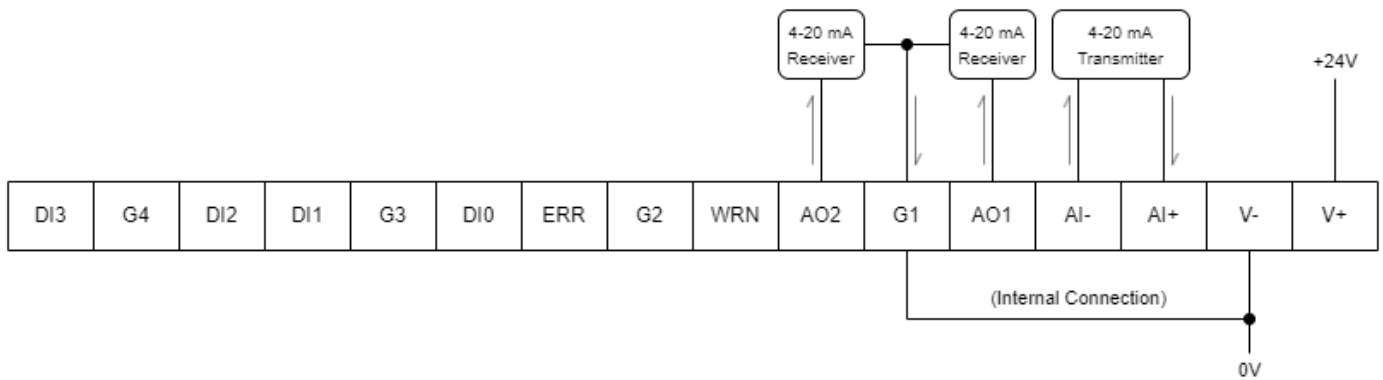 4-20 mA
Receiver
4-20 mA
Receiver
4-20 mA
Transmitter
+24V
DI3 G4 DI2 DI1 G3 DI0 ERR G2 WRN AO2 G1 AO1 AI- AI+ V- V+
(Internal Connection)
0V